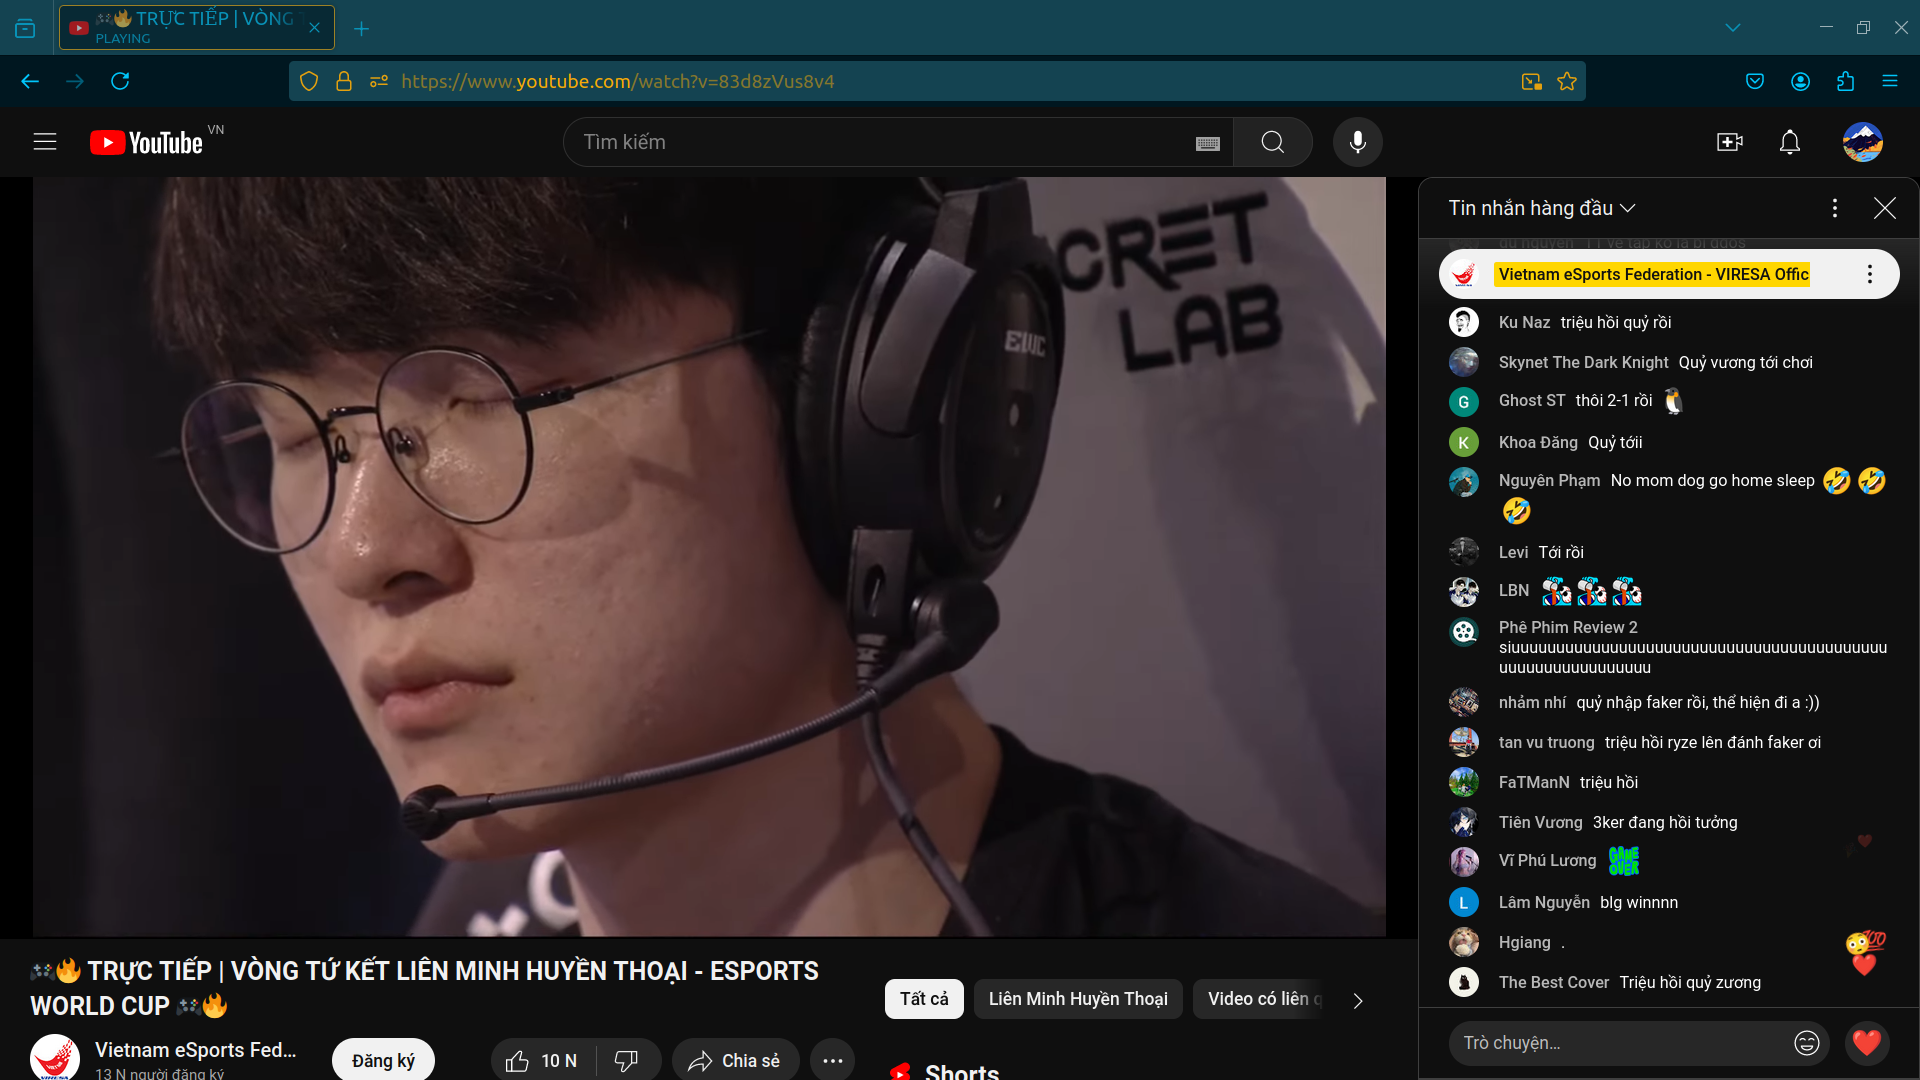 🎮🔥 TRỰC TIẾP | VÒNG
PLAYING
https://www.youtube.com/watch?v=83d8zVus8v4
YouTube VN
Tìm kiếm
CRET
LAB
EWC
Tin nhắn hàng đầu
Vietnam eSports Federation - VIRESA Offic
Ku Naz triệu hồi quỷ rồi
Skynet The Dark Knight Quỷ vương tới chơi
G
Ghost ST thôi 2-1 rồi 🐧
K
Khoa Đăng Quỷ tớii
Nguyên Phạm No mom dog go home sleep 🤣🤣
🤣
Levi Tới rồi
LBN
Phê Phim Review 2
siuuuuuuuuuuuuuuuuuuuuuuuuuuuuuuuuuuuuuuuuuu
uuuuuuuuuuuuuuuuu
nhảm nhí quỷ nhập faker rồi, thể hiện đi a :))
tan vu truong triệu hồi ryze lên đánh faker ơi
FaTManN triệu hồi
Tiên Vương 3ker đang hồi tưởng
Vĩ Phú Lương GAME OVER
L
Lâm Nguyễn blg winnnn
Hgiang .
The Best Cover Triệu hồi quỷ zương
Trò chuyện...
🎮🔥 TRỰC TIẾP | VÒNG TỨ KẾT LIÊN MINH HUYỀN THOẠI - ESPORTS
WORLD CUP 🎮🔥
Vietnam eSports Fed...
13 N người đăng ký
Đăng ký
10 N
Chia sẻ
Tất cả
Liên Minh Huyền Thoại
Video có liên q
Shorts